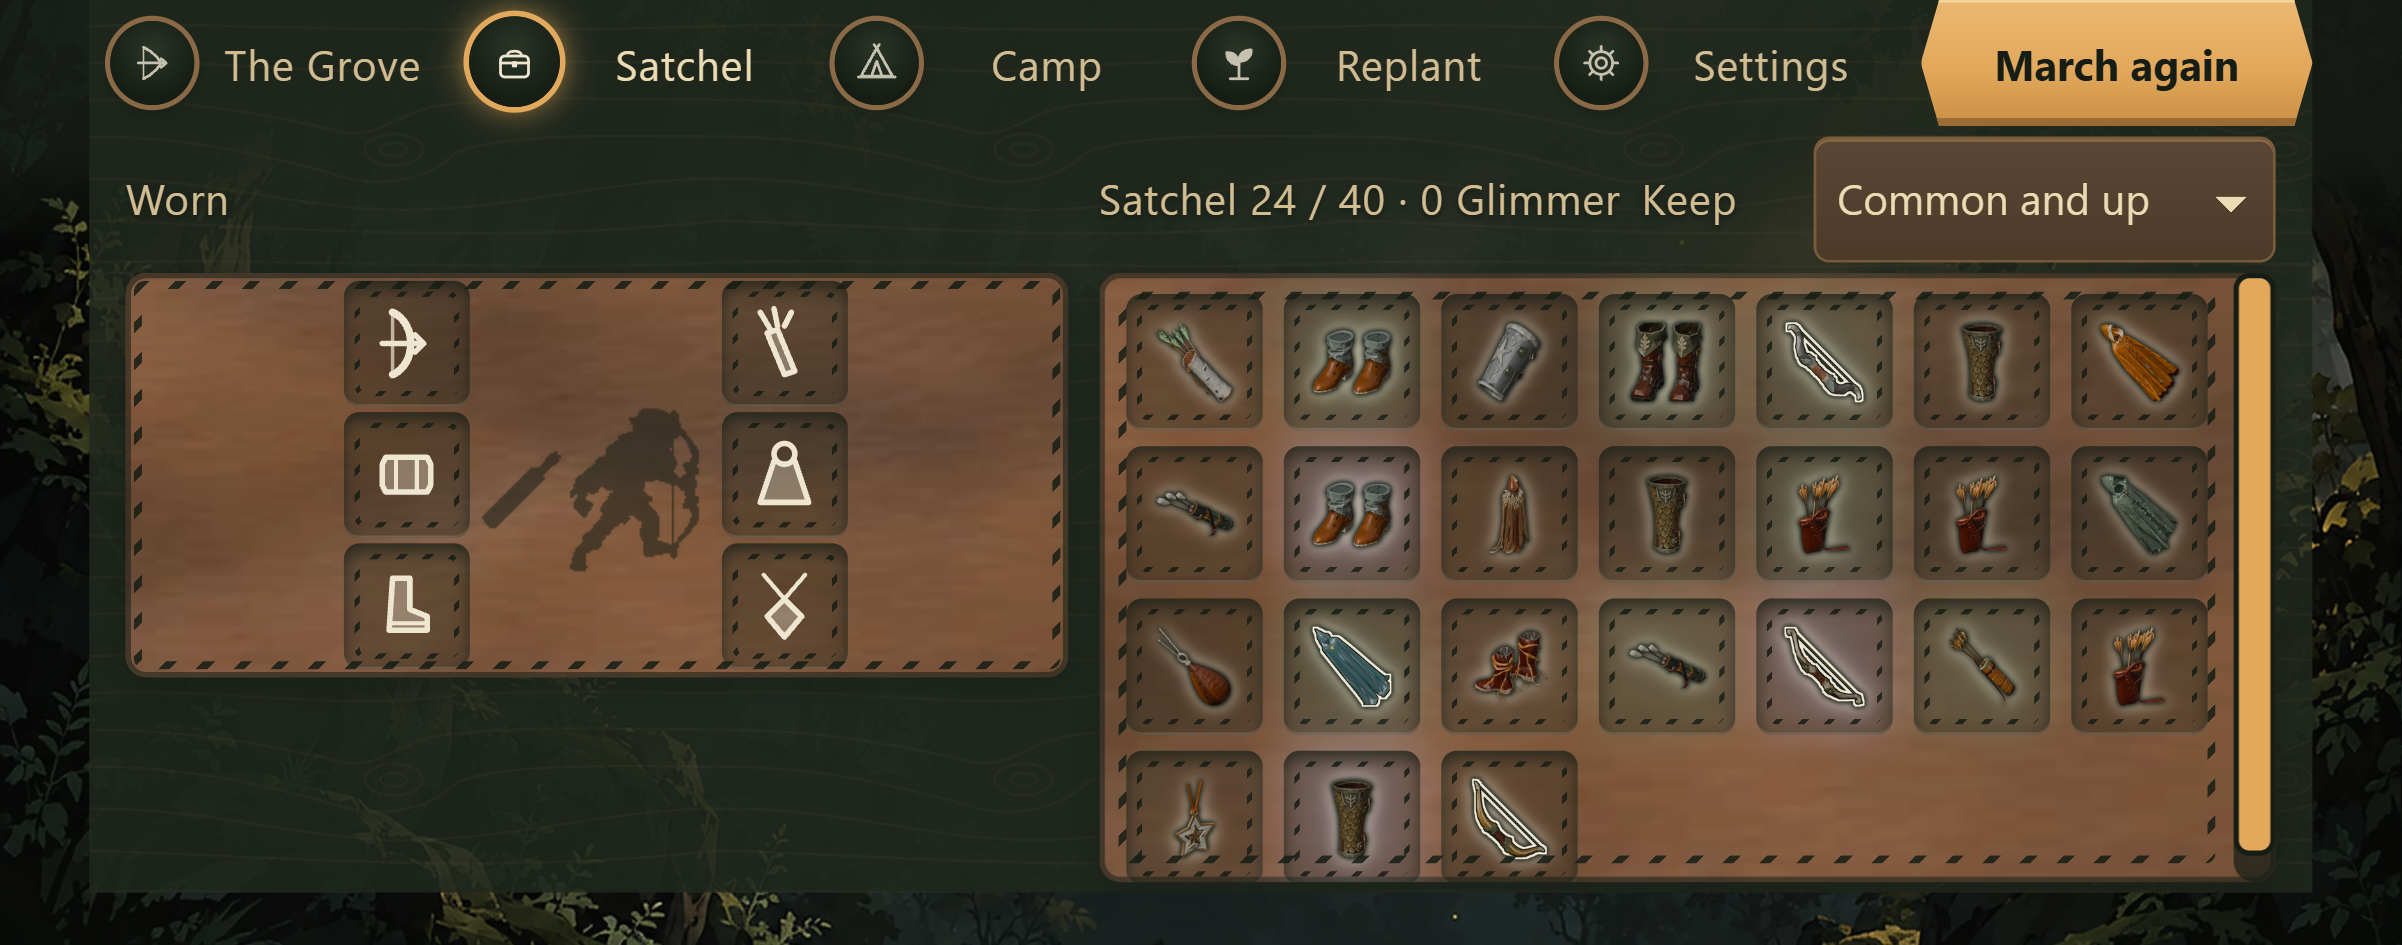 The Grove Satchel Camp Replant Settings March again
Worn
Satchel 24 / 40 · 0 Glimmer Keep Common and up